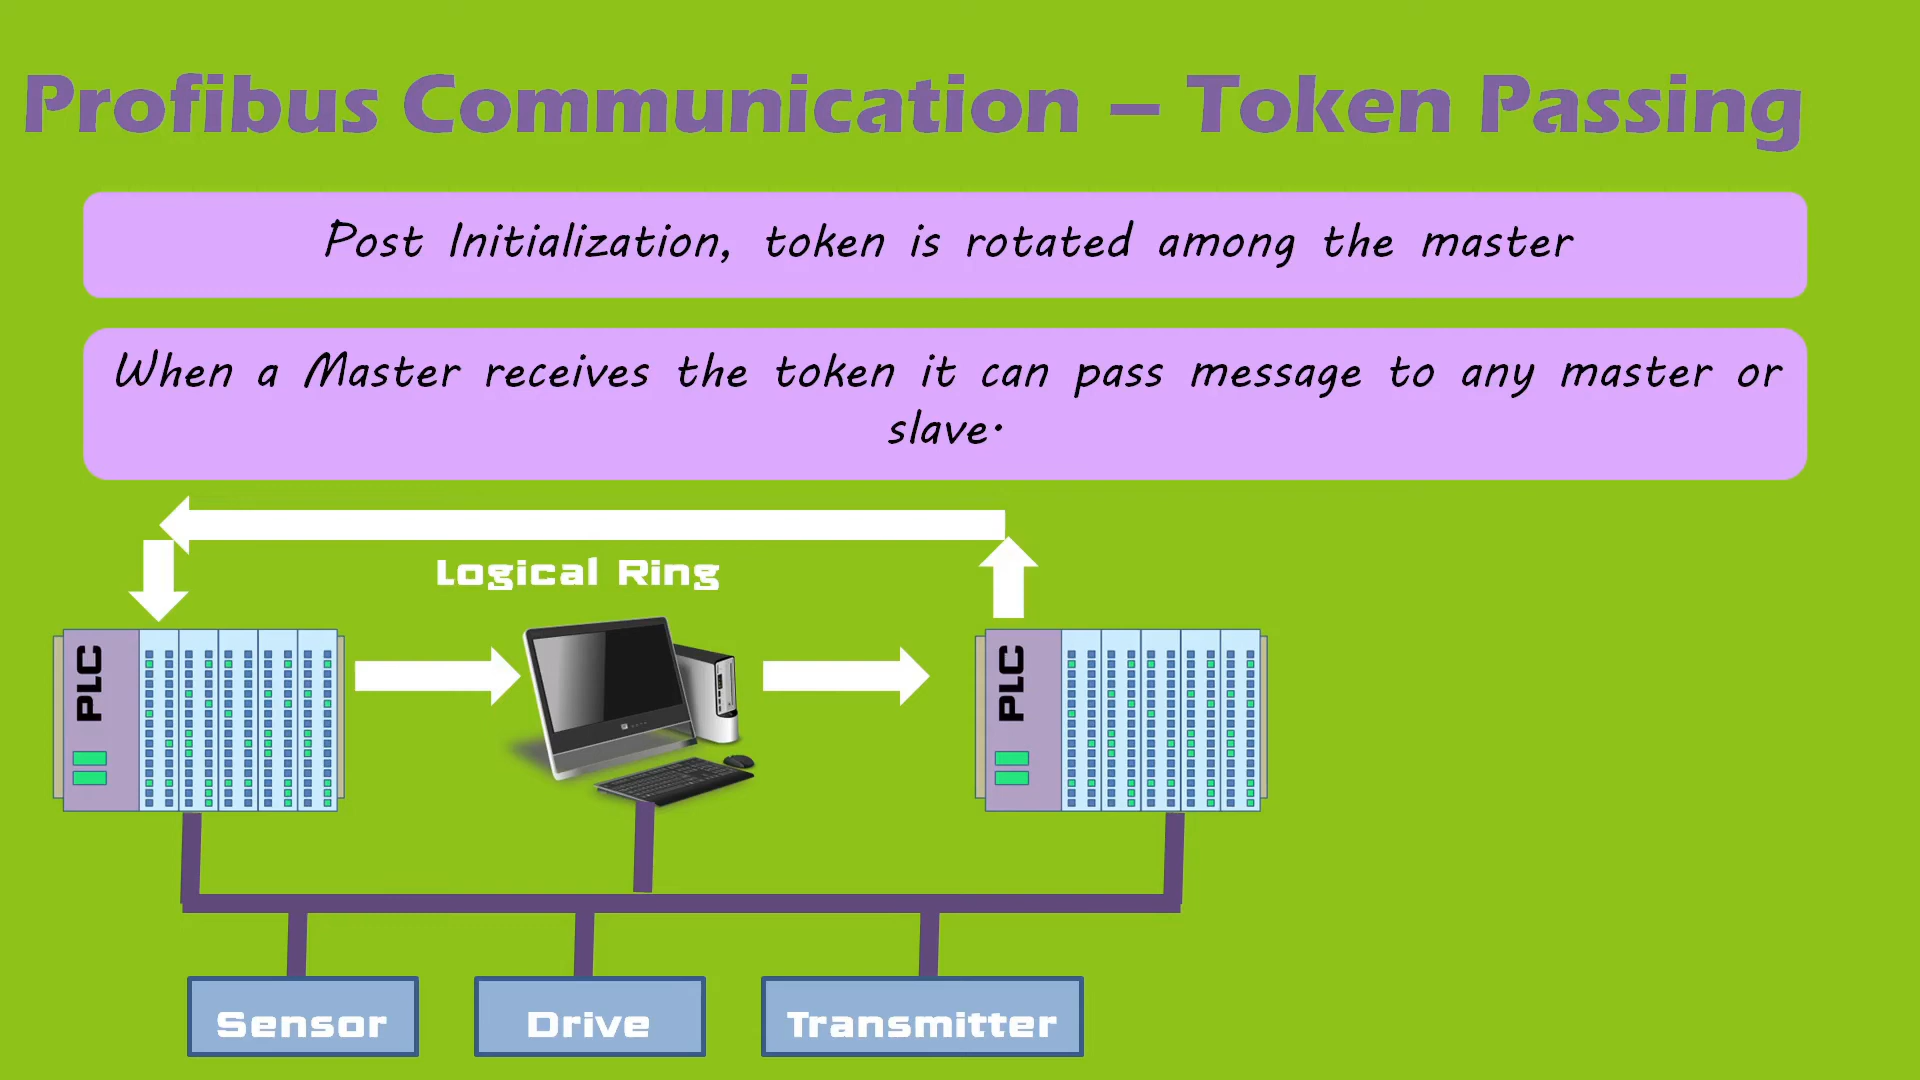 Profibus Communication – Token Passing
Post Initialization, token is rotated among the master
When a Master receives the token it can pass message to any master or
slave.
Logical Ring
PLC
PLC
Sensor
Drive
Transmitter